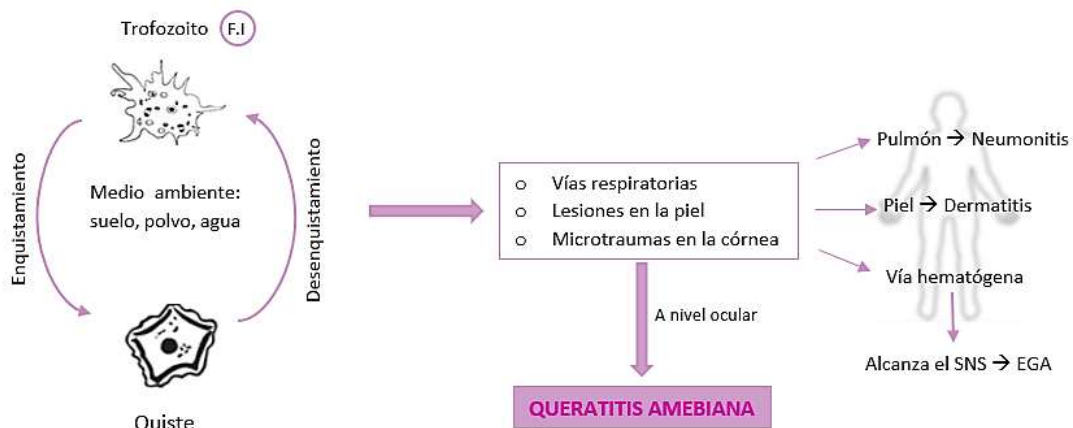 Trofozoito F.I
Enquistamiento
Medio ambiente:
suelo, polvo, agua
Desenquistamiento
Quiste
o Vías respiratorias
o Lesiones en la piel
o Microtraumas en la córnea
A nivel ocular
QUERATITIS AMEBIANA
Pulmón → Neumonitis
Piel → Dermatitis
Vía hematógena
Alcanza el SNS → EGA